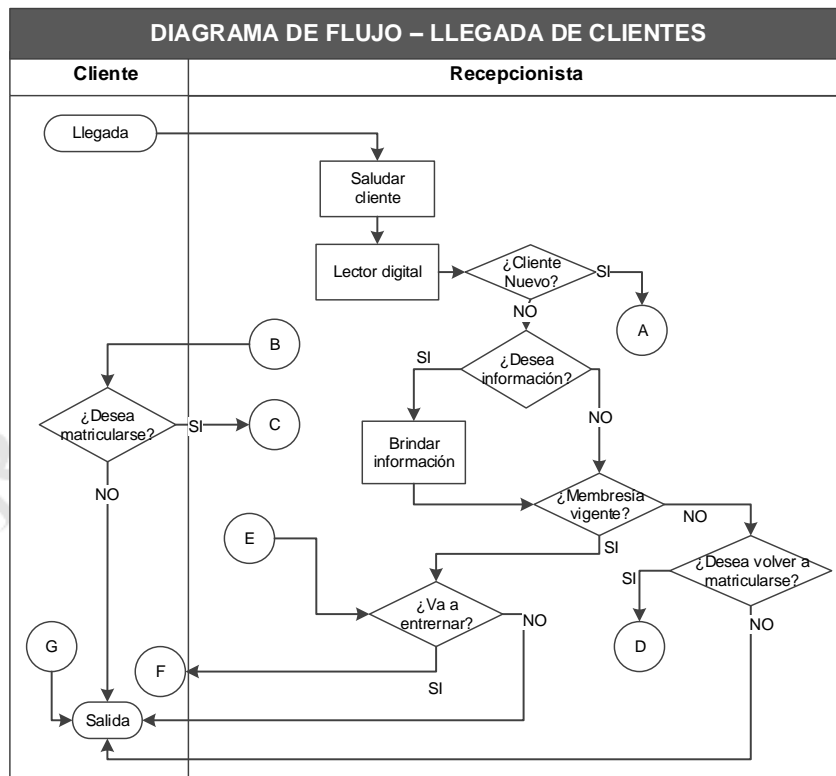 DIAGRAMA DE FLUJO – LLEGADA DE CLIENTES
Cliente
Recepcionista
Llegada
Saludar
cliente
Lector digital
¿Cliente
Nuevo?
SI
A
NO
¿Desea
información?
SI
NO
B
¿Desea
matricularse?
SI
C
NO
Brindar
información
¿Membresía
vigente?
NO
SI
E
¿Desea volver a
matricularse?
SI
D
NO
¿Va a
entrernar?
NO
SI
G
F
Salida